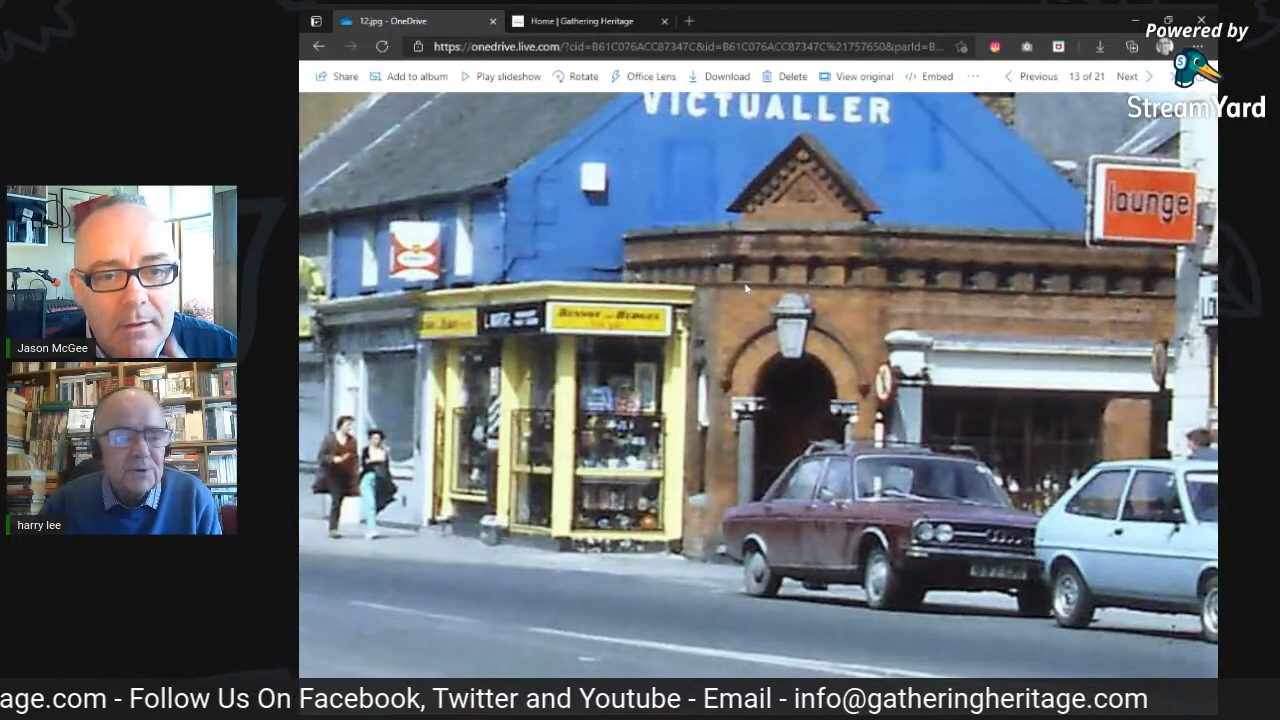 12.jpg - OneDrive
Home | Gathering Heritage
https://onedrive.live.com/?cid=B61C076ACC87347C&id=B61C076ACC87347C%21757650&parId=B...
Share
Add to album
Play slideshow
Rotate
Office Lens
Download
Delete
View original
Embed
Previous
13 of 21
Next
Powered by
StreamYard
VICTUALLER
lounge
BENSON and HEDGES
Jason McGee
harry lee
age.com - Follow Us On Facebook, Twitter and Youtube - Email - info@gatheringheritage.com